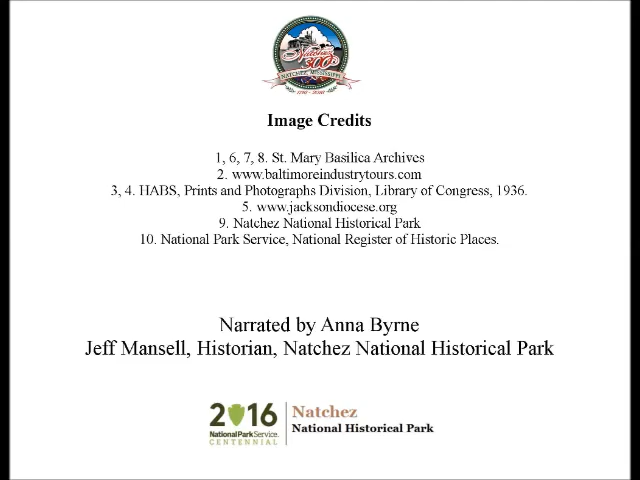 Natchez
300
NATCHEZ, MISSISSIPPI
1716 - 2016
Image Credits
1, 6, 7, 8. St. Mary Basilica Archives
2. www.baltimoreindustrytours.com
3, 4. HABS, Prints and Photographs Division, Library of Congress, 1936.
5. www.jacksondiocese.org
9. Natchez National Historical Park
10. National Park Service, National Register of Historic Places.
Narrated by Anna Byrne
Jeff Mansell, Historian, Natchez National Historical Park
2016
National Park Service
CENTENNIAL
Natchez
National Historical Park